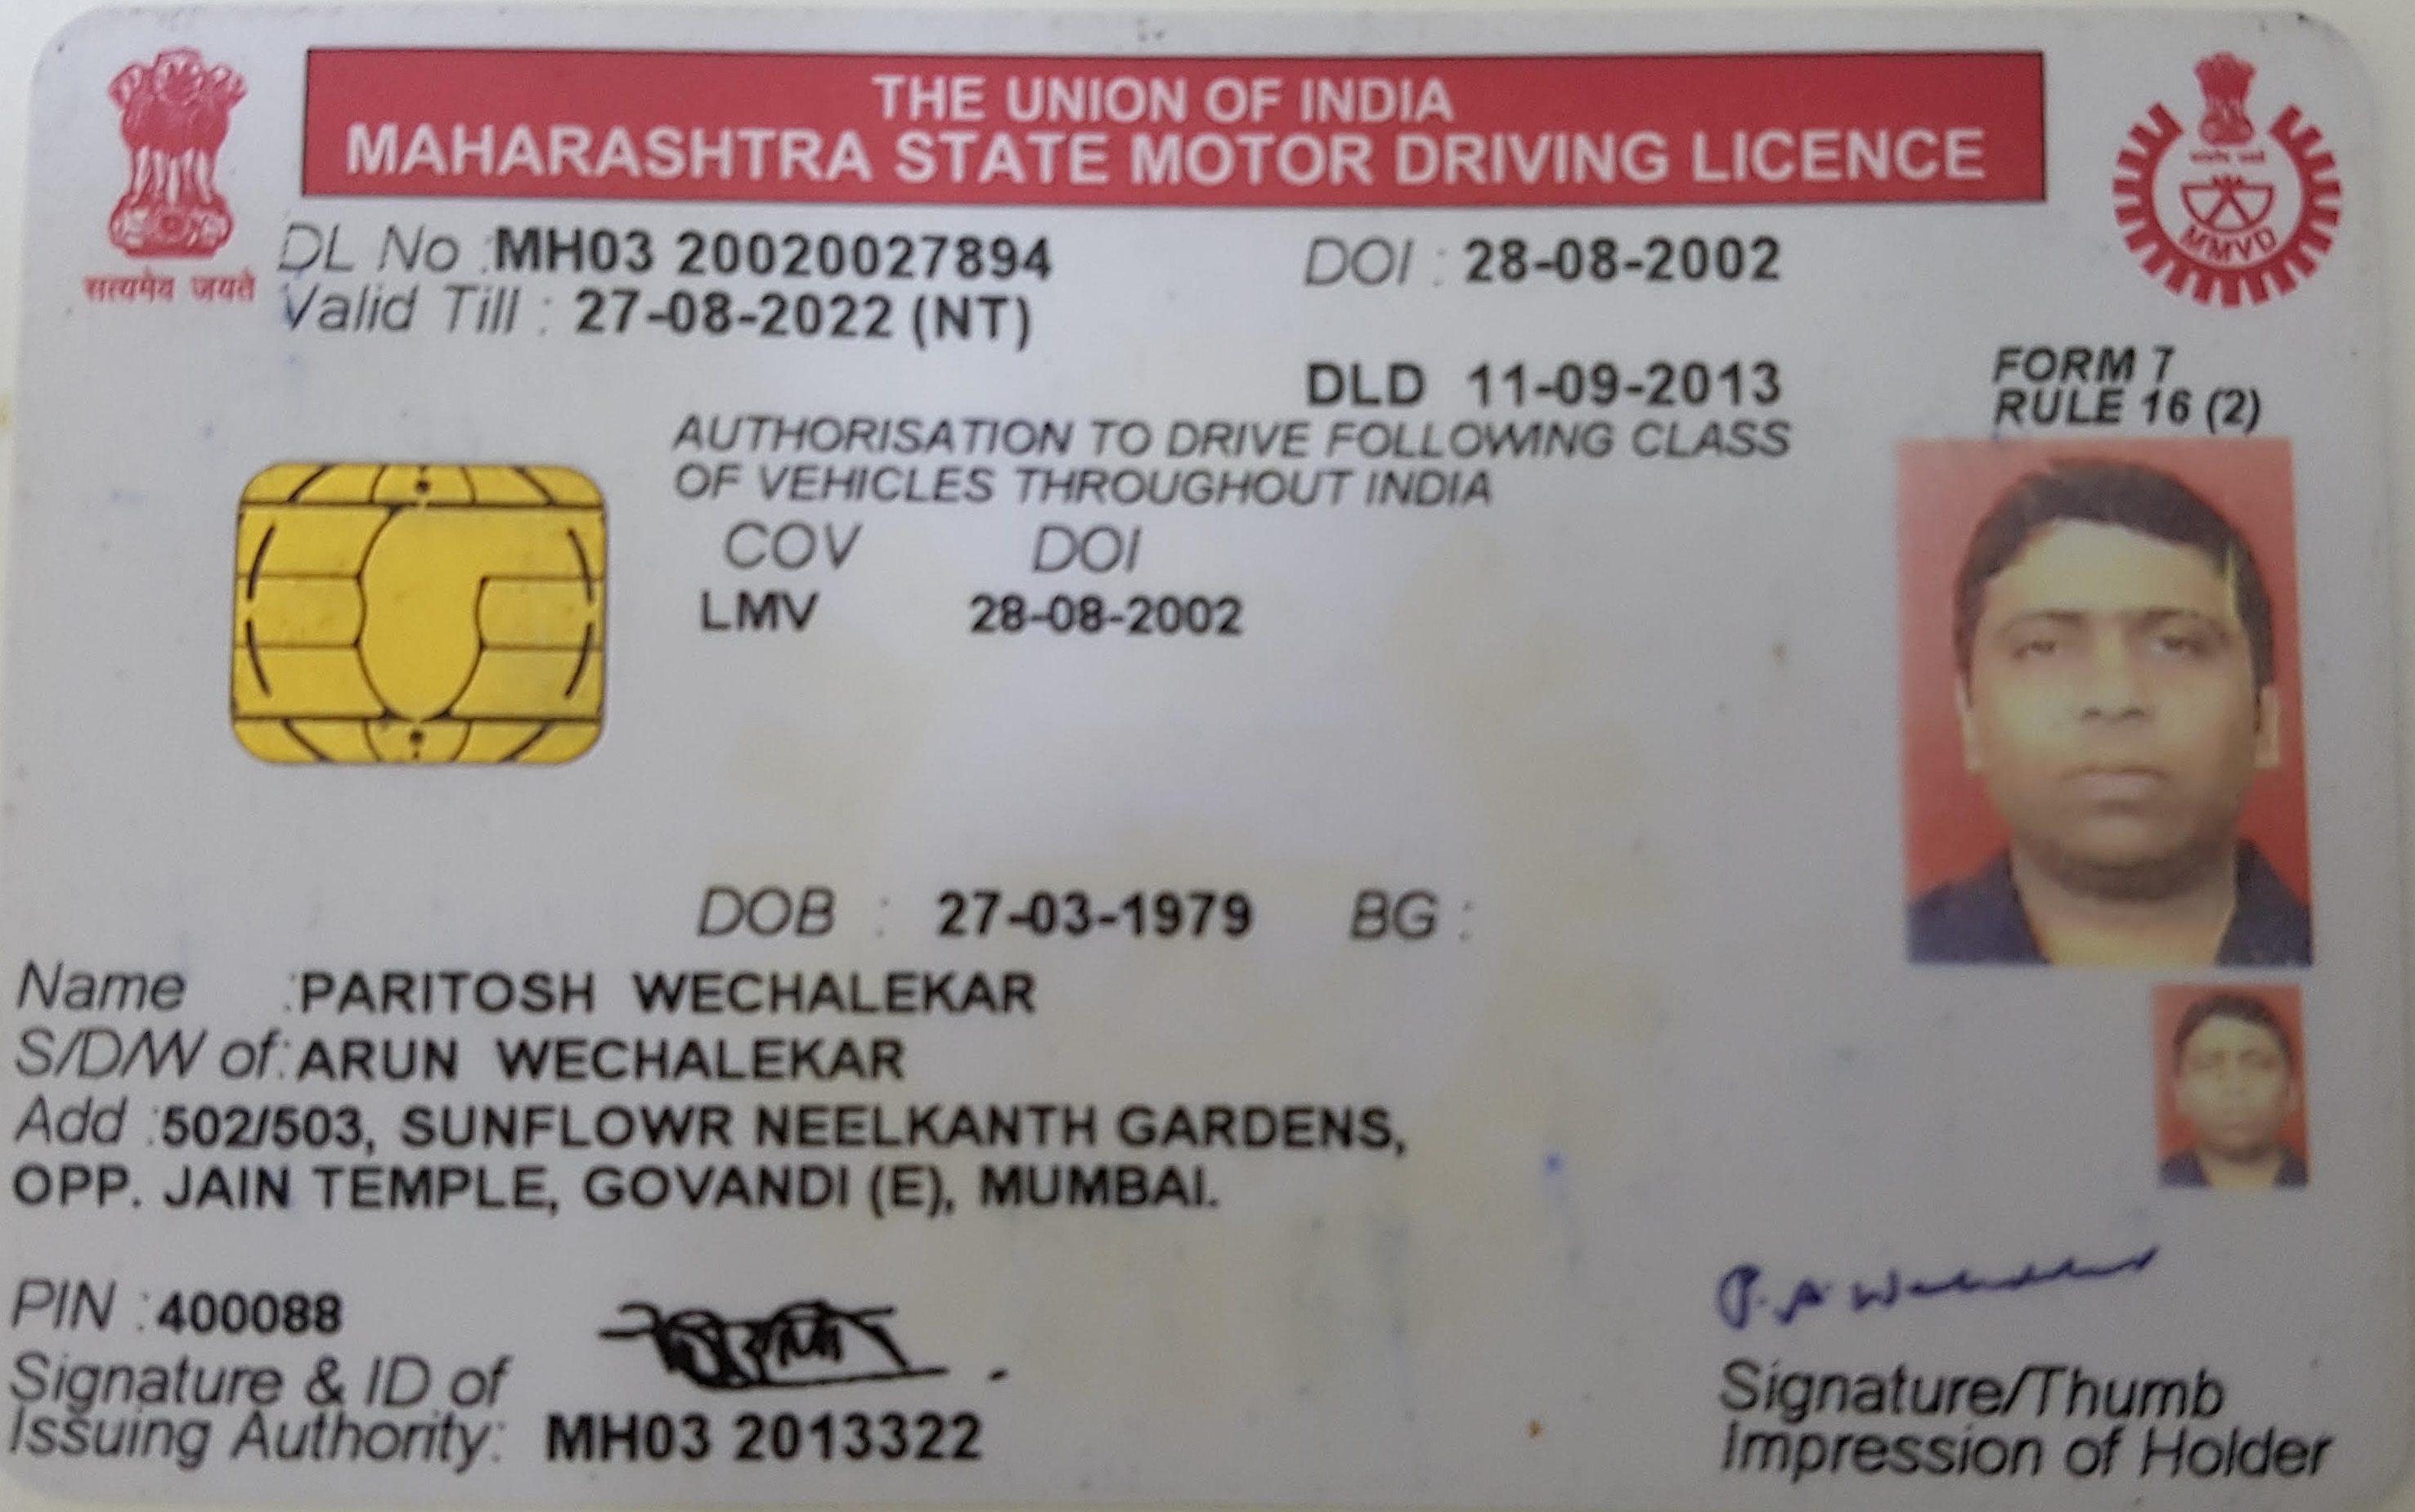 THE UNION OF INDIA
MAHARASHTRA STATE MOTOR DRIVING LICENCE
सत्यमेव जयते
MMVD
DL No :MH03 20020027894 DOI : 28-08-2002
Valid Till : 27-08-2022 (NT)
DLD 11-09-2013
FORM 7
RULE 16 (2)
AUTHORISATION TO DRIVE FOLLOWING CLASS
OF VEHICLES THROUGHOUT INDIA
COV DOI
LMV 28-08-2002
DOB : 27-03-1979 BG :
Name :PARITOSH WECHALEKAR
S/D/W of:ARUN WECHALEKAR
Add :502/503, SUNFLOWR NEELKANTH GARDENS,
OPP. JAIN TEMPLE, GOVANDI (E), MUMBAI.
PIN :400088
Signature & ID of
Issuing Authority: MH03 2013322
Signature/Thumb
Impression of Holder